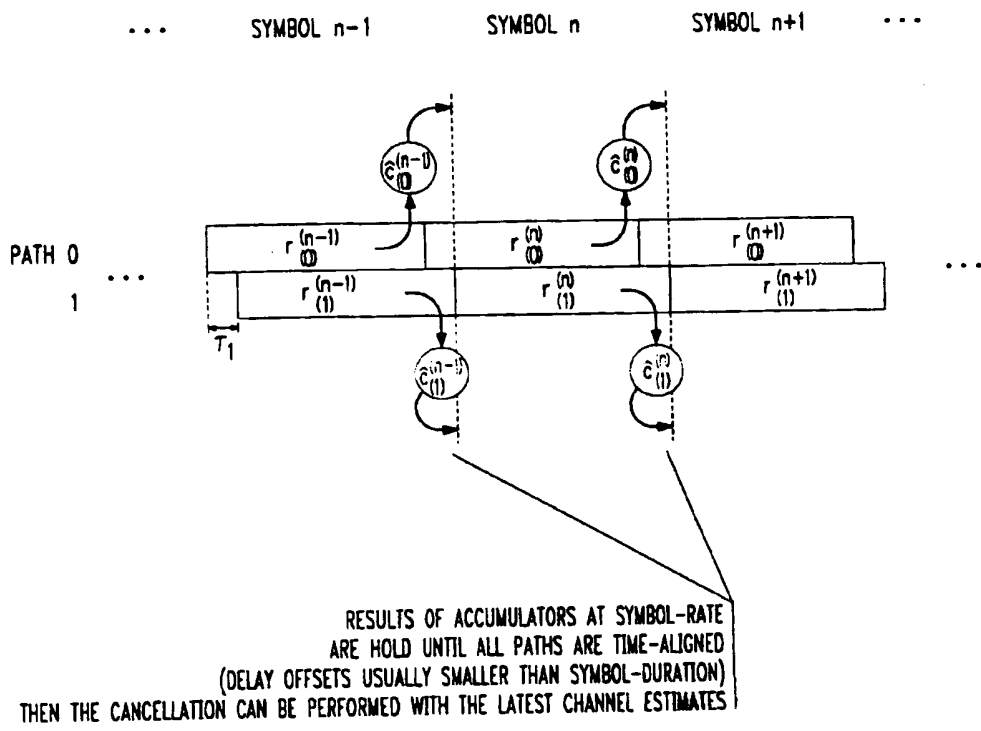 ... SYMBOL n-1 SYMBOL n SYMBOL n+1 ...
ĉ(0)(n-1) ĉ(0)(n)
PATH 0 r(0)(n-1) r(0)(n) r(0)(n+1)
1 ... r(1)(n-1) r(1)(n) r(1)(n+1) ...
τ1
ĉ(1)(n-1) ĉ(1)(n)
RESULTS OF ACCUMULATORS AT SYMBOL-RATE
ARE HOLD UNTIL ALL PATHS ARE TIME-ALIGNED
(DELAY OFFSETS USUALLY SMALLER THAN SYMBOL-DURATION)
THEN THE CANCELLATION CAN BE PERFORMED WITH THE LATEST CHANNEL ESTIMATES